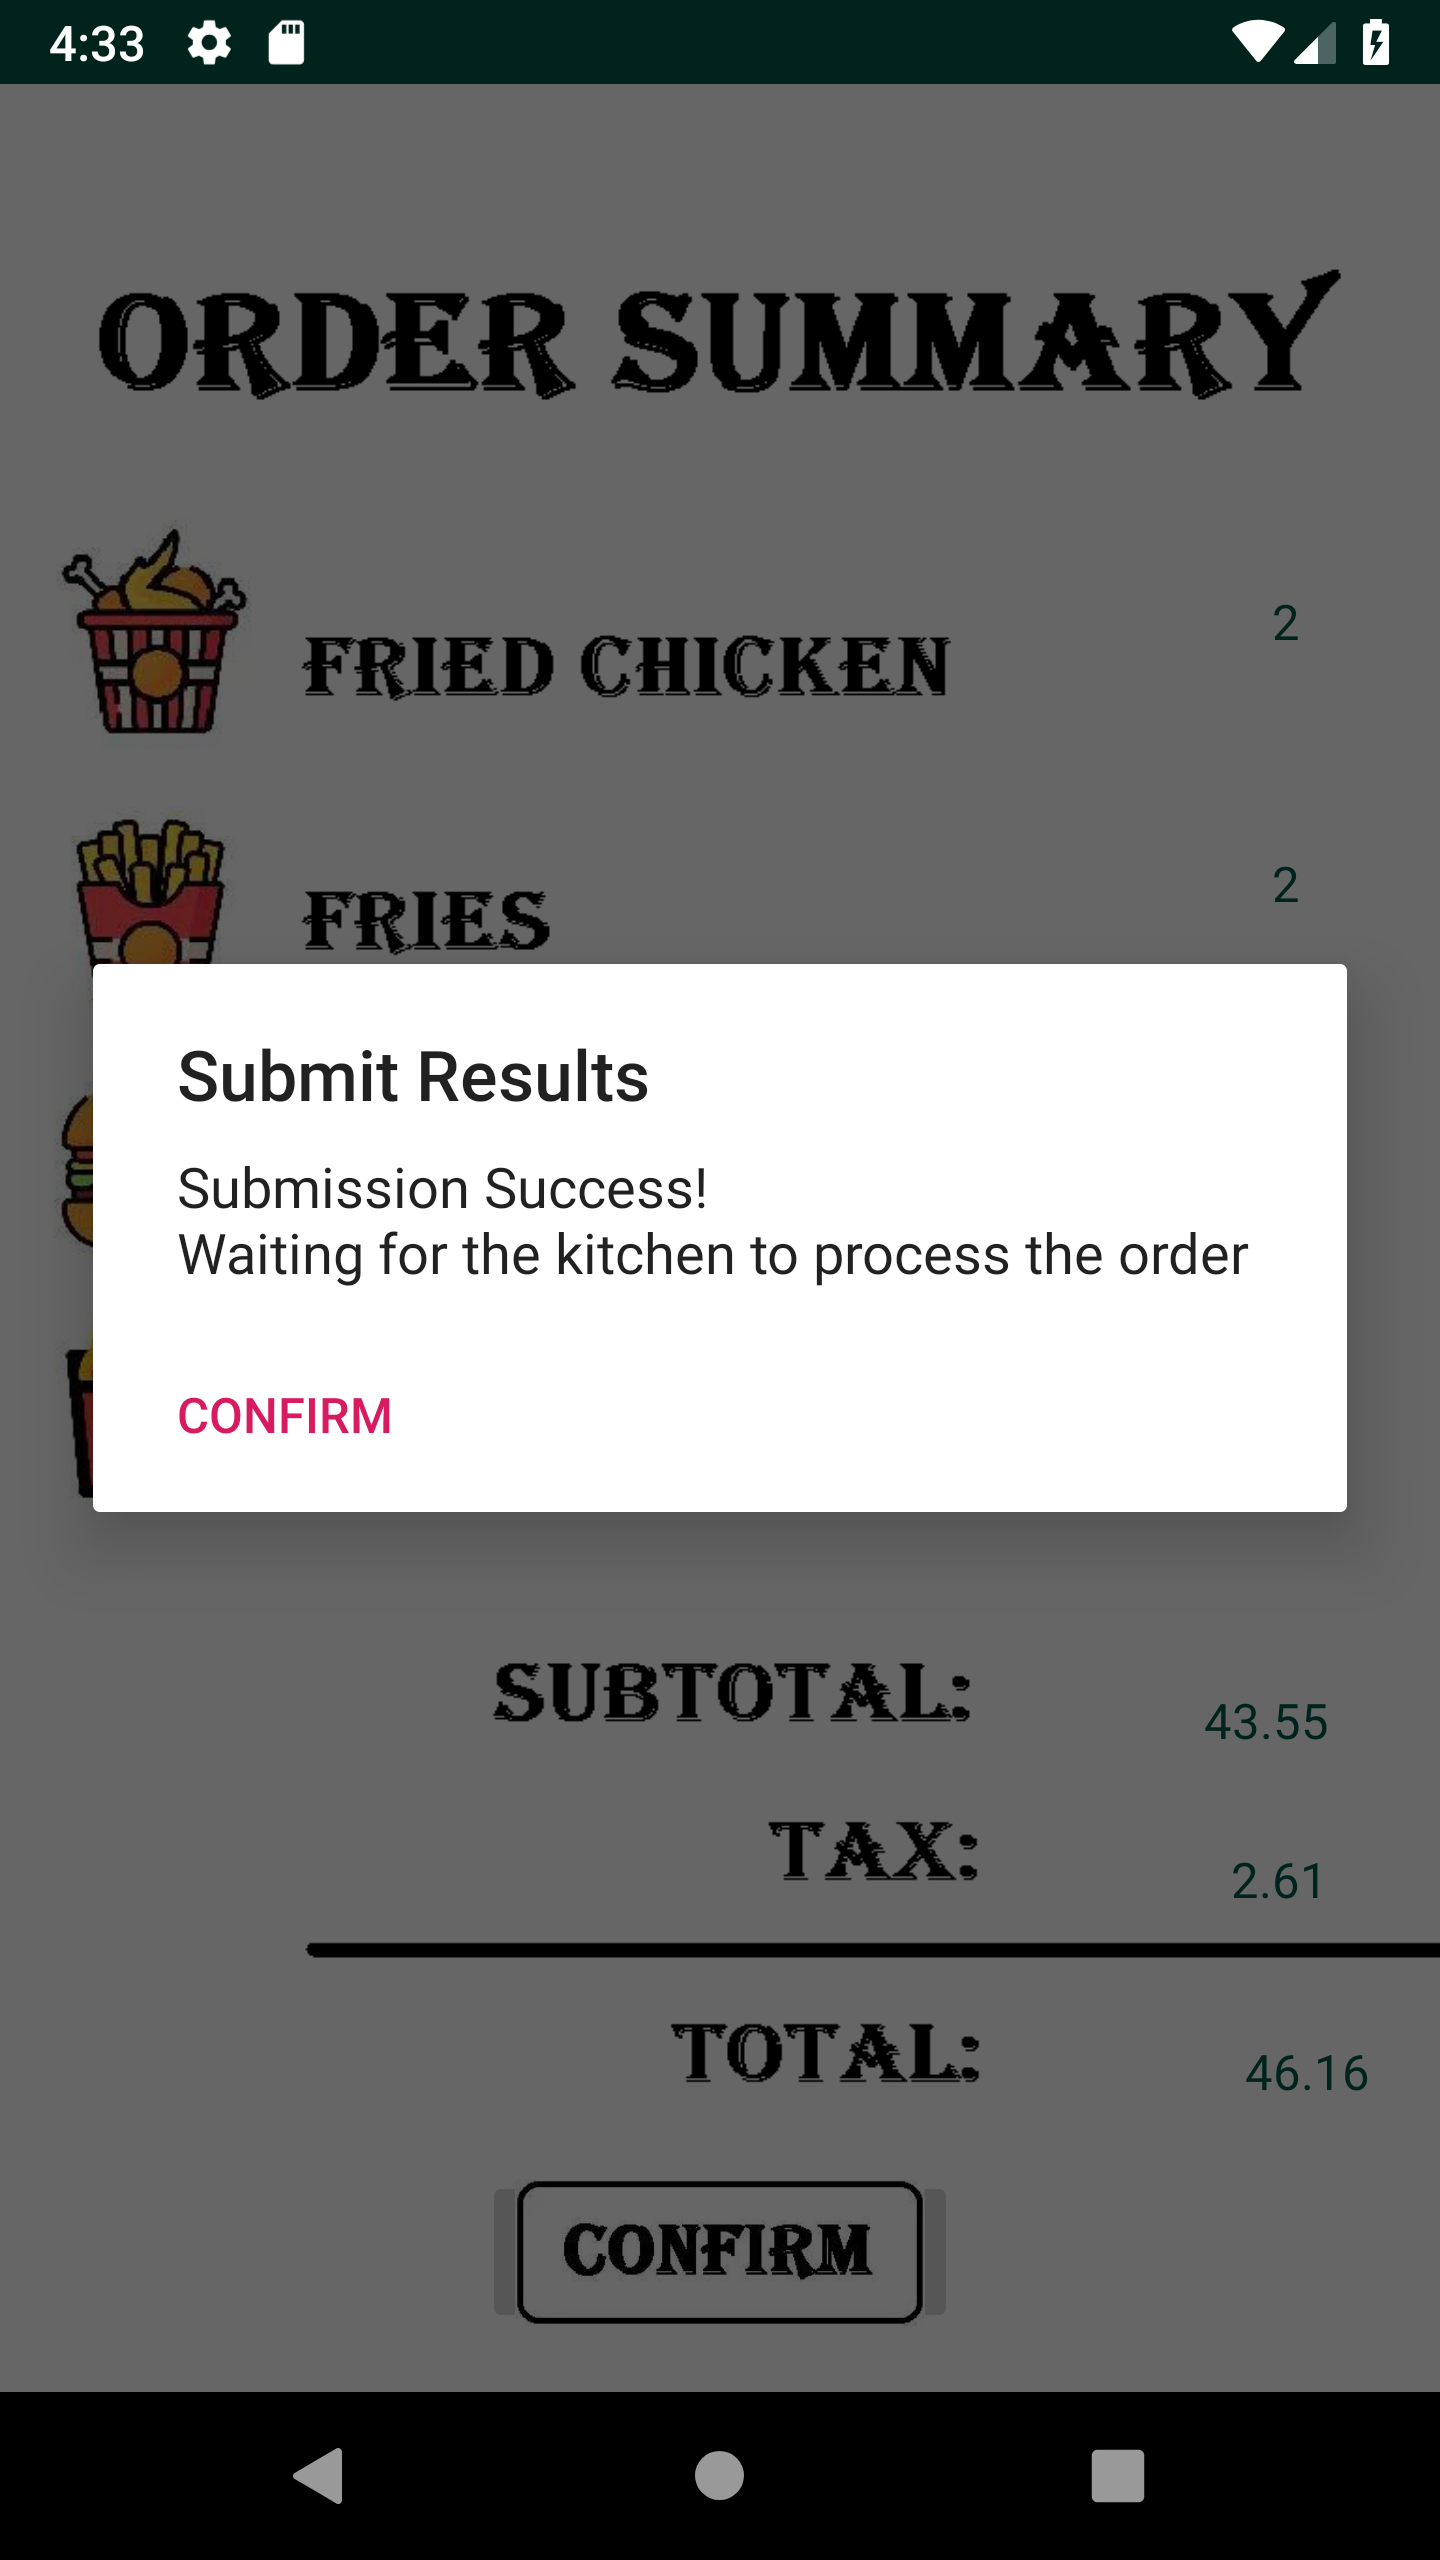 4:33
ORDER SUMMARY
FRIED CHICKEN 2
FRIES 2
Submit Results
Submission Success!
Waiting for the kitchen to process the order
CONFIRM
SUBTOTAL: 43.55
TAX: 2.61
TOTAL: 46.16
CONFIRM